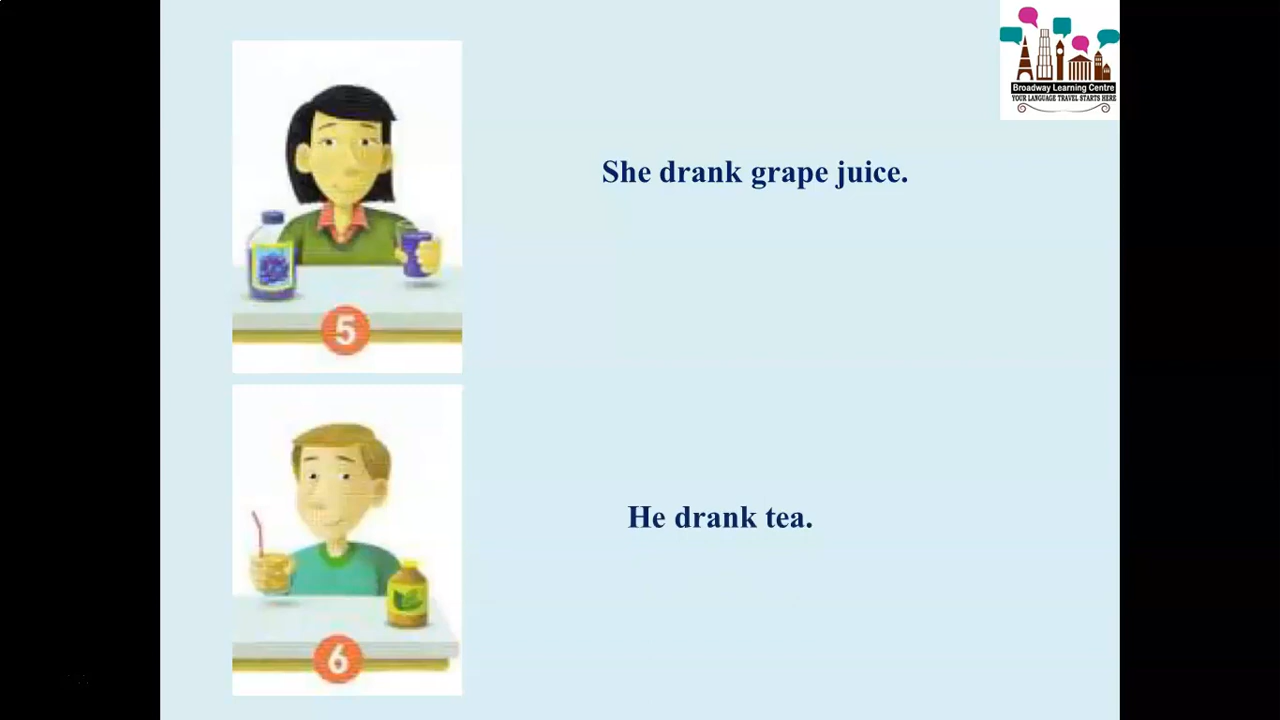 Broadway Learning Centre
YOUR LANGUAGE TRAVEL STARTS HERE
She drank grape juice.
5
He drank tea.
6